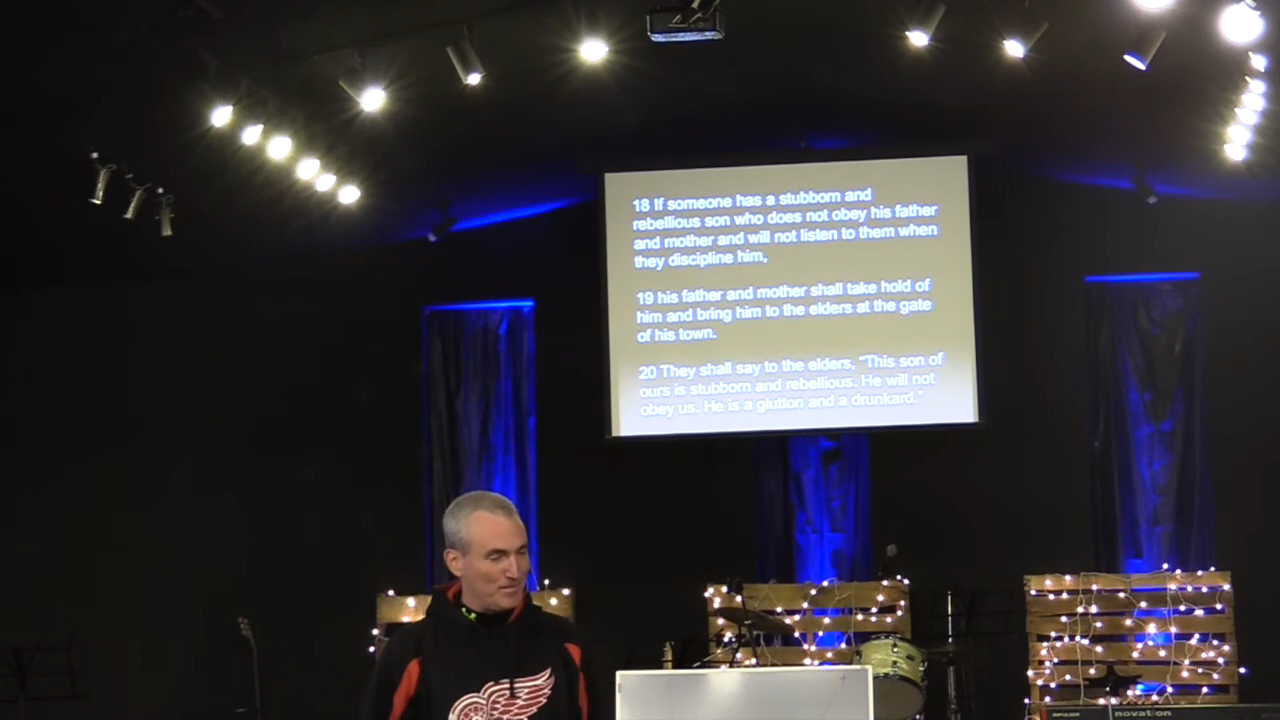 18 If someone has a stubborn and
rebellious son who does not obey his father
and mother and will not listen to them when
they discipline him,
19 his father and mother shall take hold of
him and bring him to the elders at the gate
of his town.
20 They shall say to the elders, “This son of
ours is stubborn and rebellious. He will not
obey us. He is a glutton and a drunkard.”
IMPULSE novation